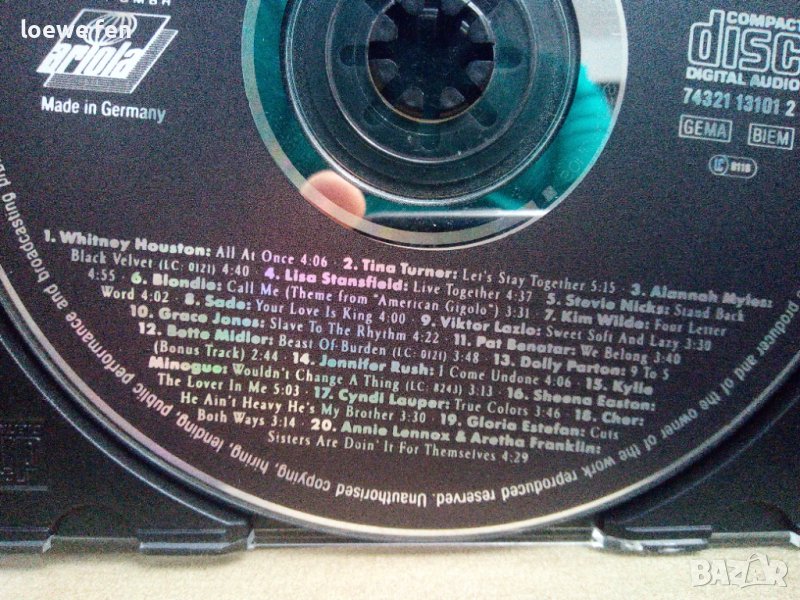 loewefen
GMBH
ariola
Made in Germany
COMPACT
disc
DIGITAL AUDIO
74321 13101 2
GEMA BIEM
LC 0116
1. Whitney Houston: All At Once 4:06 2. Tina Turner: Let's Stay Together 5:15 3. Alannah Myles:
Black Velvet (LC: 0121) 4:40 4. Lisa Stansfield: Live Together 4:37 5. Stevie Nicks: Stand Back
4:55 6. Blondie: Call Me (Theme from "American Gigolo") 3:31 7. Kim Wilde: Four Letter
Word 4:02 8. Sade: Your Love Is King 4:00 9. Viktor Lazlo: Sweet Soft And Lazy 3:30
10. Grace Jones: Slave To The Rhythm 4:22 11. Pat Benatar: We Belong 3:40
12. Bette Midler: Beast Of Burden (LC: 0121) 3:48 13. Dolly Parton: 9 To 5
(Bonus Track) 2:44 14. Jennifer Rush: I Come Undone 4:06 15. Kylie
Minogue: Wouldn't Change A Thing (LC: 8243) 3:13 16. Sheena Easton:
The Lover In Me 5:03 17. Cyndi Lauper: True Colors 3:46 18. Cher:
He Ain't Heavy He's My Brother 3:30 19. Gloria Estefan: Cuts
Both Ways 3:14 20. Annie Lennox & Aretha Franklin:
Sisters Are Doin' It For Themselves 4:29
producer and of the owner of the work reproduced reserved. Unauthorised copying, hiring, lending, public performance and broadcasting
BAZAR